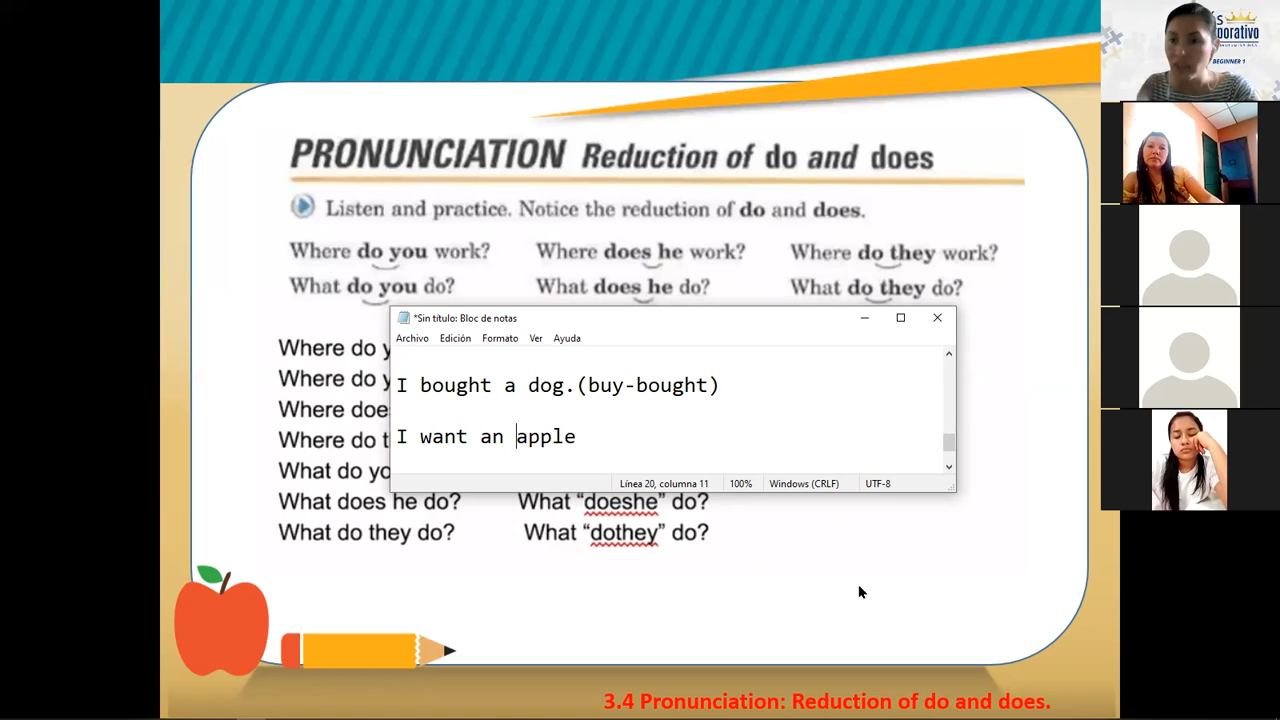 PRONUNCIATION Reduction of do and does
Listen and practice. Notice the reduction of do and does.
Where do you work? Where does he work? Where do they work?
What do you do? What does he do? What do they do?
Where do y
Where do y
Where doe
Where do t
What do yo
What does he do? What “doeshe” do?
What do they do? What “dothey” do?
*Sin título: Bloc de notas
Archivo Edición Formato Ver Ayuda
I bought a dog.(buy-bought)
I want an apple
Línea 20, columna 11 100% Windows (CRLF) UTF-8
3.4 Pronunciation: Reduction of do and does.
BEGINNER 1